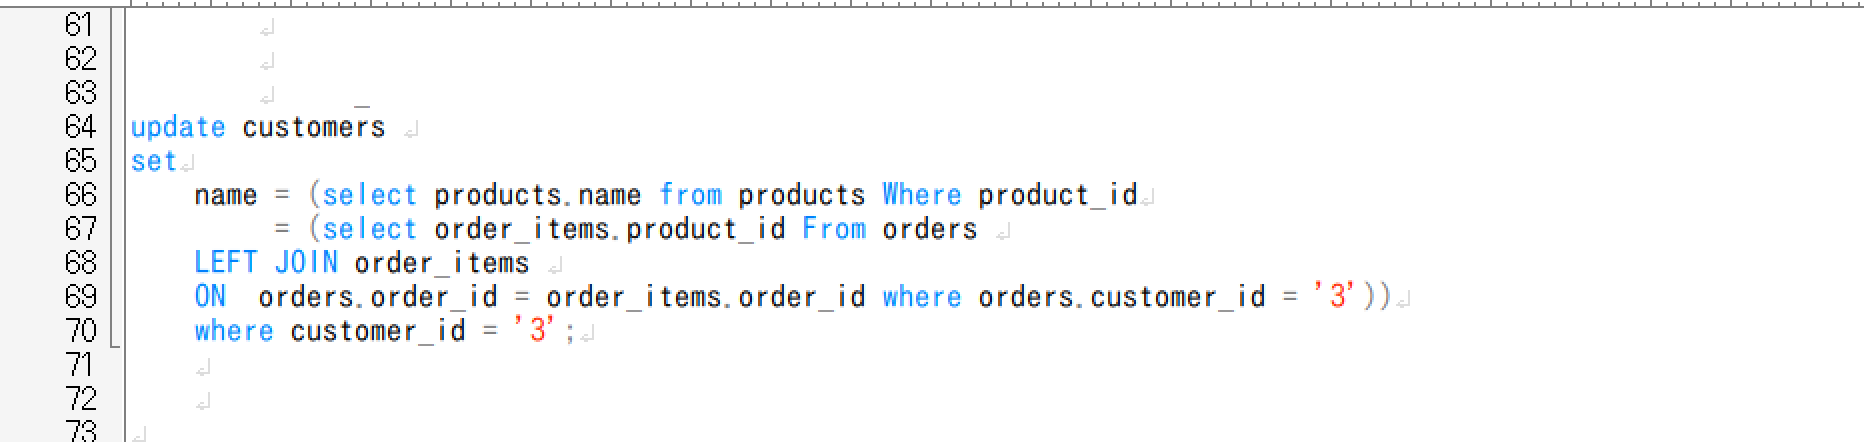 61
62
63
64 update customers
65 set
66 name = (select products.name from products Where product_id
67 = (select order_items.product_id From orders
68 LEFT JOIN order_items
69 ON  orders.order_id = order_items.order_id where orders.customer_id = '3'))
70 where customer_id = '3';
71
72
73